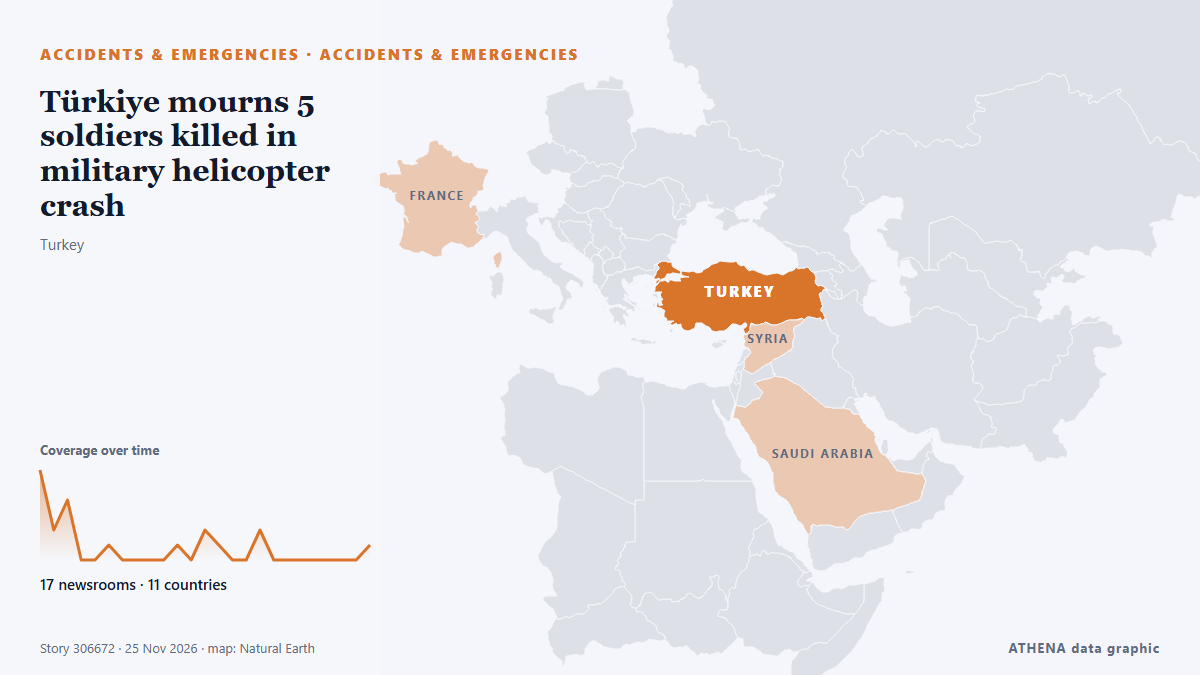 ACCIDENTS & EMERGENCIES · ACCIDENTS & EMERGENCIES
Türkiye mourns 5
soldiers killed in
military helicopter
crash
Turkey
FRANCE
TURKEY
SYRIA
SAUDI ARABIA
Coverage over time
17 newsrooms · 11 countries
Story 306672 · 25 Nov 2026 · map: Natural Earth
ATHENA data graphic